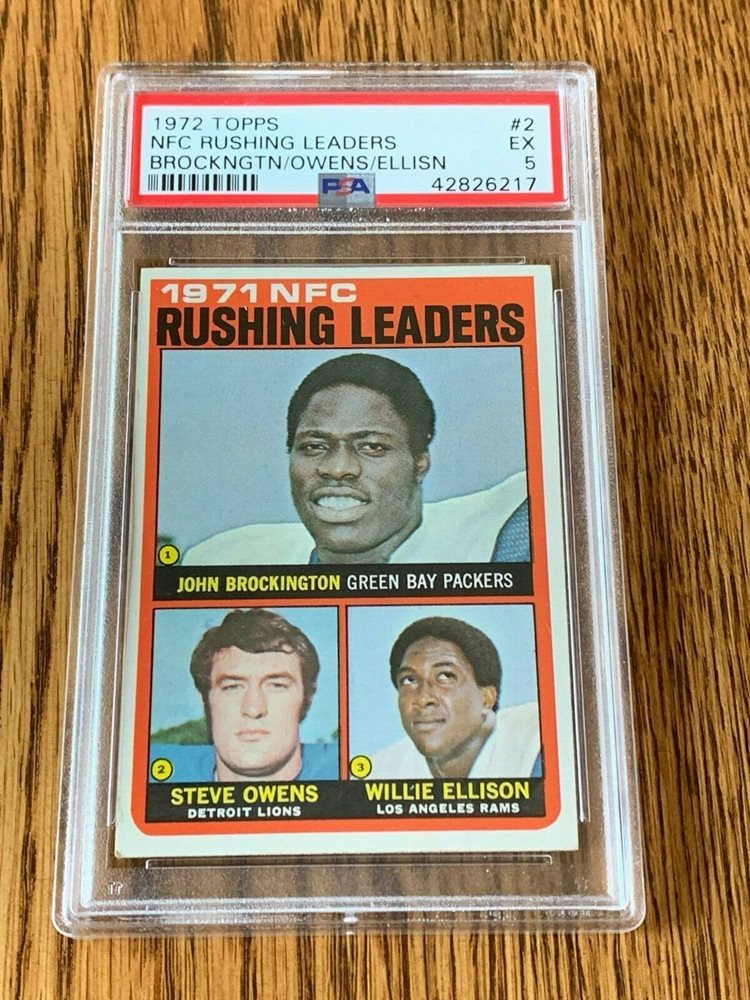 1972 TOPPS #2
NFC RUSHING LEADERS EX
BROCKNGTN/OWENS/ELLISN 5
PSA 42826217
1971 NFC
RUSHING LEADERS
1
JOHN BROCKINGTON GREEN BAY PACKERS
2
STEVE OWENS
DETROIT LIONS
3
WILLIE ELLISON
LOS ANGELES RAMS